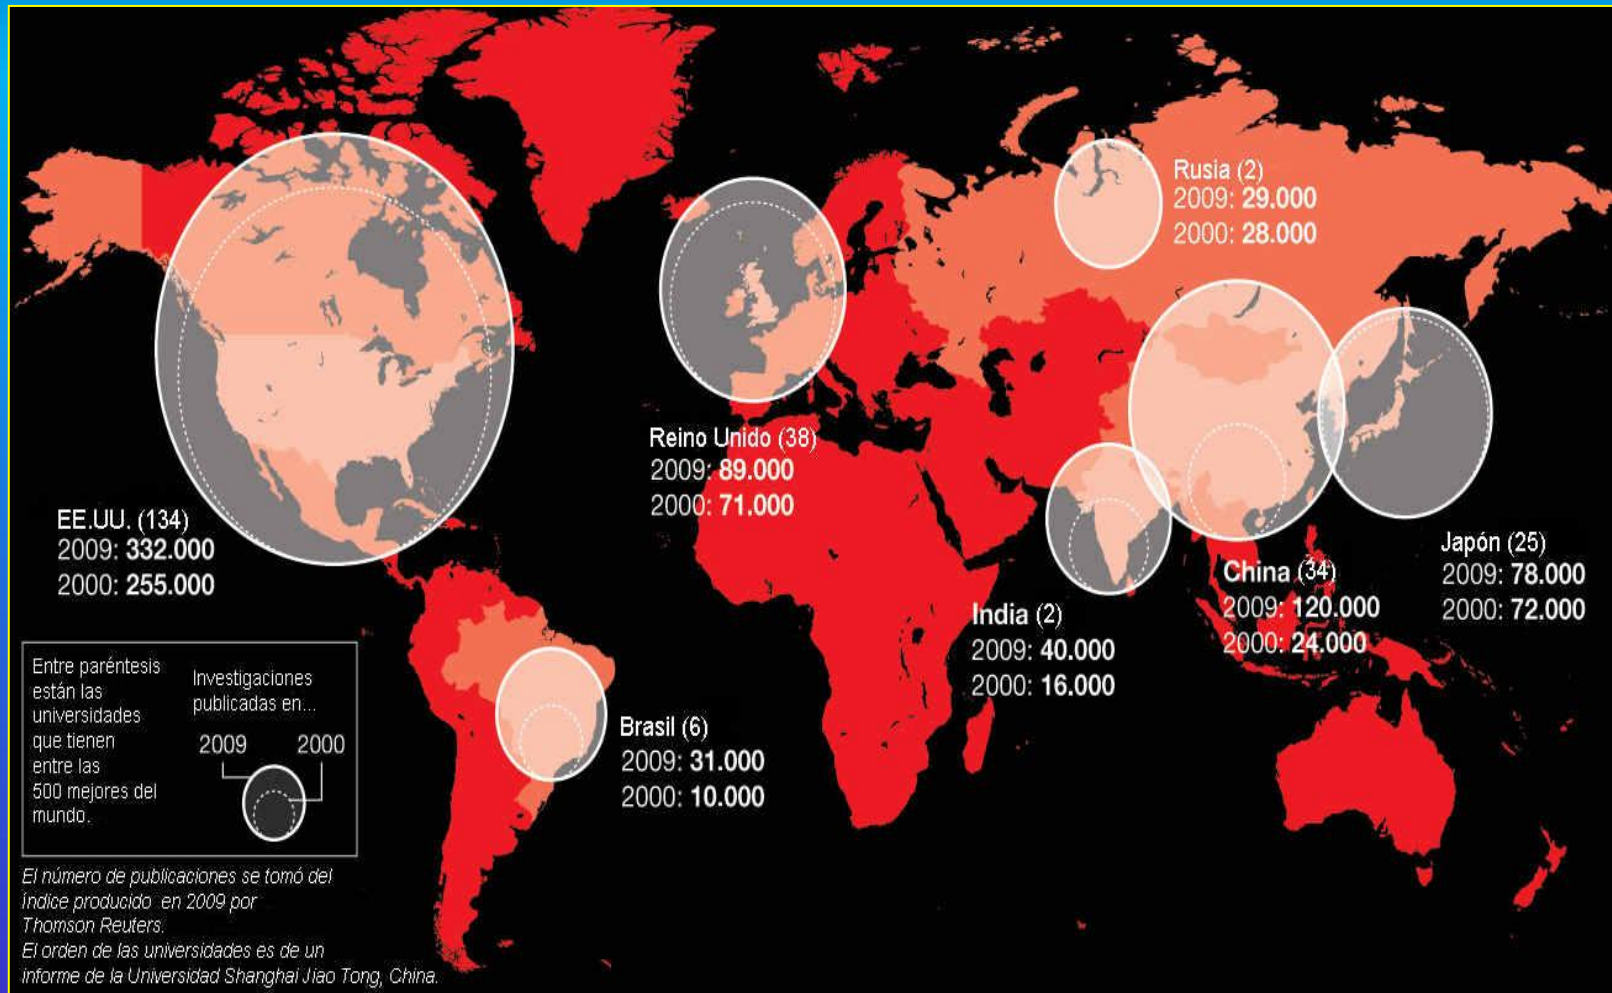 Rusia (2)
2009: 29.000
2000: 28.000
Reino Unido (38)
2009: 89.000
2000: 71.000
EE.UU. (134)
2009: 332.000
2000: 255.000
Japón (25)
2009: 78.000
2000: 72.000
China (34)
2009: 120.000
2000: 24.000
India (2)
2009: 40.000
2000: 16.000
Brasil (6)
2009: 31.000
2000: 10.000
Entre paréntesis
están las
universidades
que tienen
entre las
500 mejores del
mundo.
Investigaciones
publicadas en...
2009 2000
El número de publicaciones se tomó del
Índice producido en 2009 por
Thomson Reuters.
El orden de las universidades es de un
informe de la Universidad Shanghai Jiao Tong, China.